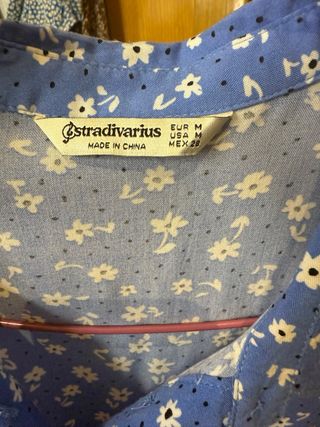 stradivarius
MADE IN CHINA
EUR M
USA M
MEX 28